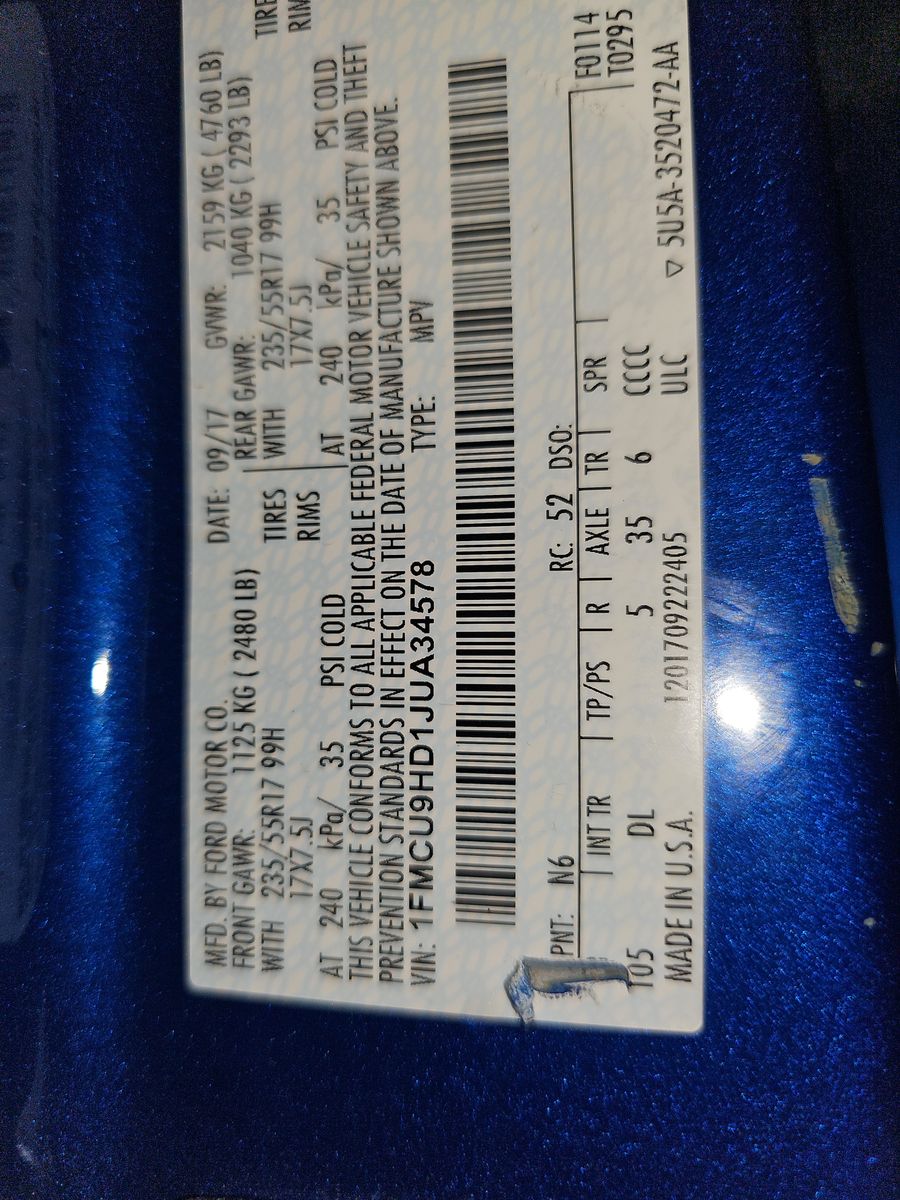 MFD. BY FORD MOTOR CO. DATE: 09/17 GVWR: 2159 KG ( 4760 LB)
FRONT GAWR: 1125 KG ( 2480 LB) REAR GAWR: 1040 KG ( 2293 LB)
WITH 235/55R17 99H TIRES WITH 235/55R17 99H TIRE
17X7.5J RIMS 17X7.5J RIM
AT 240 kPa/ 35 PSI COLD AT 240 kPa/ 35 PSI COLD
THIS VEHICLE CONFORMS TO ALL APPLICABLE FEDERAL MOTOR VEHICLE SAFETY AND THEFT
PREVENTION STANDARDS IN EFFECT ON THE DATE OF MANUFACTURE SHOWN ABOVE.
VIN: 1FMCU9HD1JUA34578 TYPE: MPV
PNT: N6 RC: 52 DSO: F0114
INT TR TP/PS R AXLE TR SPR T0295
DL 5 35 6 CCCC
MADE IN U.S.A. 1201709222405 ULC ▽ 5U5A-3520472-AA